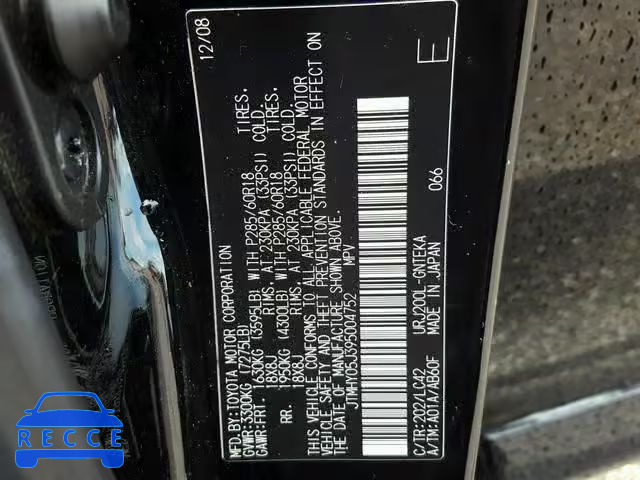 MFD.BY: TOYOTA MOTOR CORPORATION 12/08
GVWR: 3300KG (7275LB)
GAWR:FRT. 1630KG (3595LB) WITH P285/60R18 TIRES.
18X8J RIMS, AT 230KPA (33PSI) COLD.
RR. 1950KG (4300LB) WITH P285/60R18 TIRES.
18X8J RIMS, AT 230KPA (33PSI) COLD.
THIS VEHICLE CONFORMS TO ALL APPLICABLE FEDERAL MOTOR
VEHICLE SAFETY AND THEFT PREVENTION STANDARDS IN EFFECT ON
THE DATE OF MANUFACTURE SHOWN ABOVE.
JTMHY05J395004752 MPV E
066
C/TR: 202/LC42 URJ200L-GNTEKA
A/TM: A01A/AB60F MADE IN JAPAN